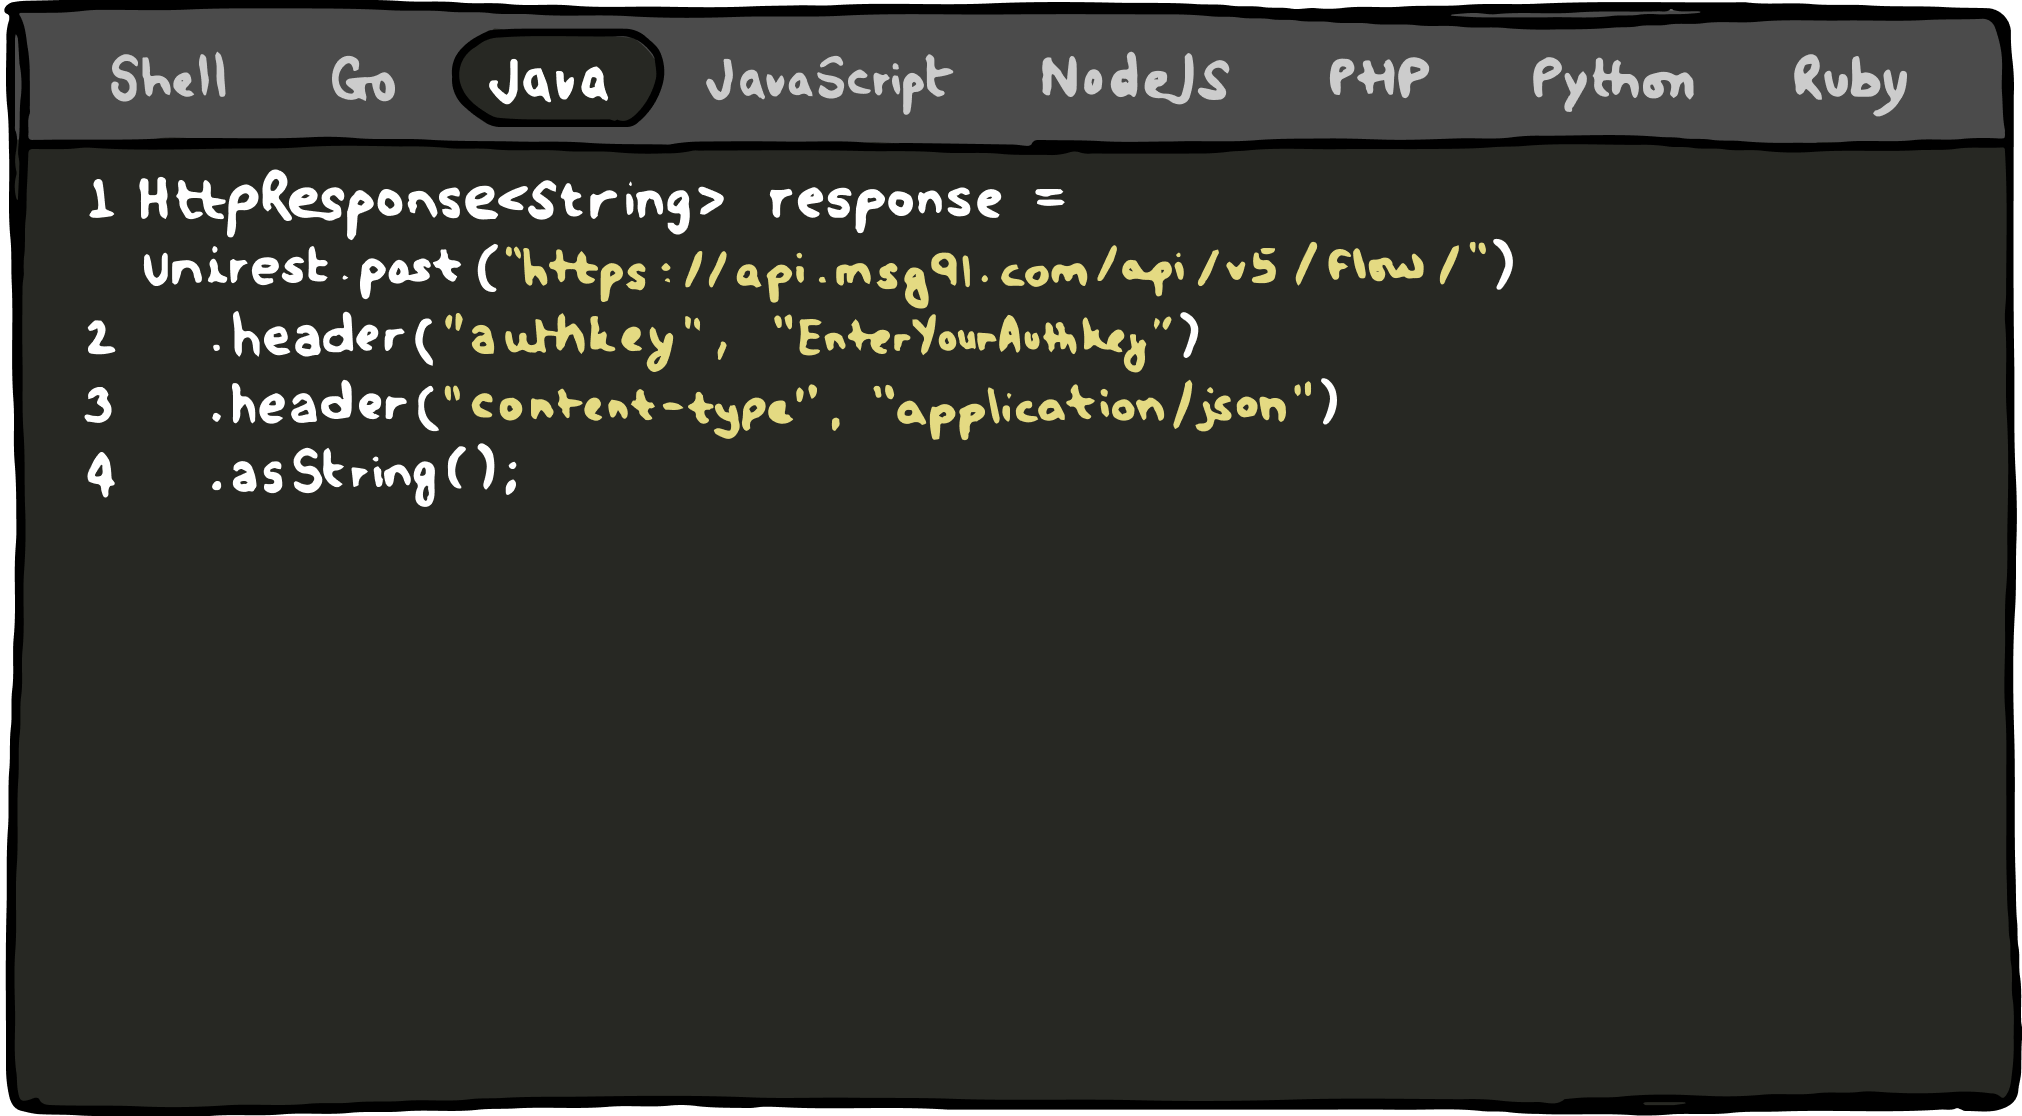 Shell Go Java JavaScript NodeJS PHP Python Ruby
1 HttpResponse<String> response =
Unirest.post("https://api.msg91.com/api/v5/flow/")
2 .header("authkey", "EnterYourAuthkey")
3 .header("content-type", "application/json")
4 .asString();